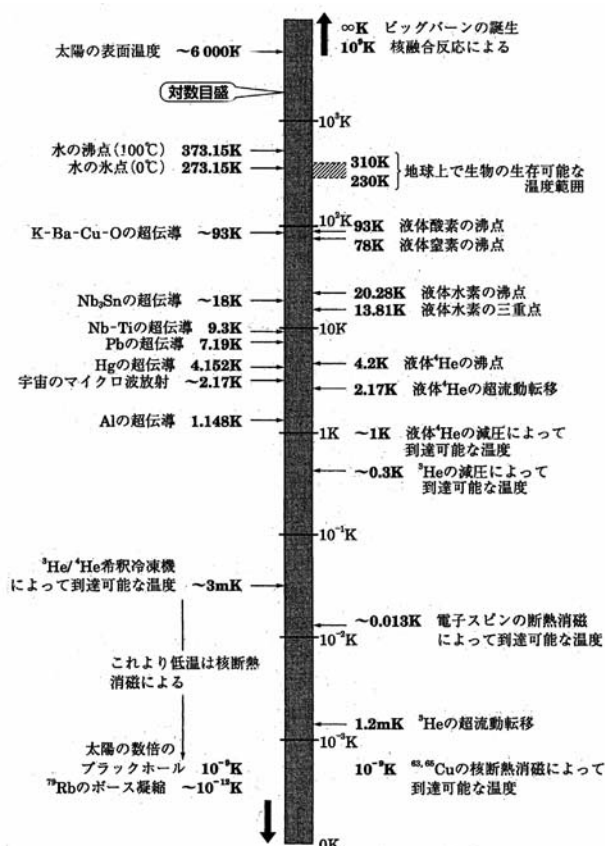 ∞K ビッグバーンの誕生
太陽の表面温度 ~6 000K
10⁹K 核融合反応による
対数目盛
10³K
水の沸点(100℃) 373.15K
水の氷点(0℃) 273.15K
310K
230K
地球上で生物の生存可能な
温度範囲
10²K
K-Ba-Cu-Oの超伝導 ~93K
93K 液体酸素の沸点
78K 液体窒素の沸点
Nb₃Snの超伝導 ~18K
20.28K 液体水素の沸点
13.81K 液体水素の三重点
Nb-Tiの超伝導 9.3K
10K
Pbの超伝導 7.19K
Hgの超伝導 4.152K
4.2K 液体⁴Heの沸点
宇宙のマイクロ波放射 ~2.17K
2.17K 液体⁴Heの超流動転移
Alの超伝導 1.148K
1K
~1K 液体⁴Heの減圧によって
到達可能な温度
~0.3K ³Heの減圧によって
到達可能な温度
10⁻¹K
³He/⁴He希釈冷凍機
によって到達可能な温度 ~3mK
~0.013K 電子スピンの断熱消磁
によって到達可能な温度
10⁻²K
これより低温は核断熱
消磁による
1.2mK ³Heの超流動転移
10⁻²K
太陽の数倍の
ブラックホール 10⁻⁹K
⁷⁹Rbのボース凝縮 ~10⁻¹³K
10⁻⁹K ⁶³,⁶⁵Cuの核断熱消磁によって
到達可能な温度
0K